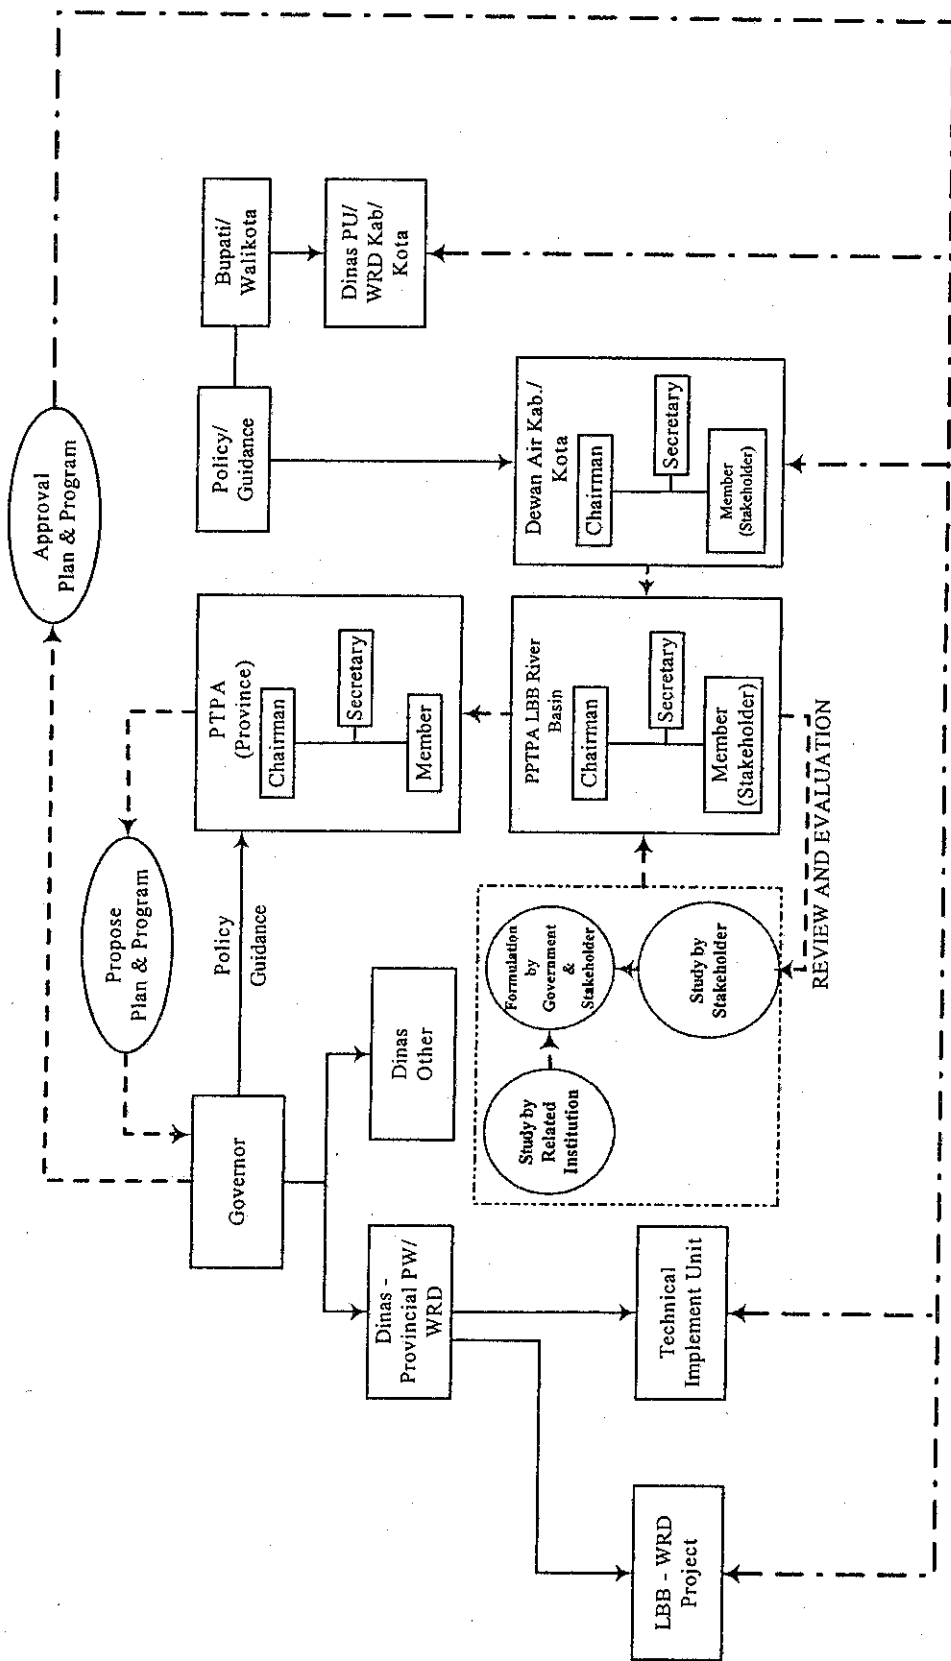 Approval
Plan & Program
Propose
Plan & Program
Governor
Policy
Guidance
PTPA
(Province)
Chairman
Secretary
Member
Policy/
Guidance
Bupati/
Walikota
Dinas PU/
WRD Kab/
Kota
Dinas -
Provincial PW/
WRD
Dinas
Other
Study by
Related
Institution
Formulation
by
Government
&
Stakeholder
Study by
Stakeholder
PPTPA LBB River
Basin
Chairman
Secretary
Member
(Stakeholder)
Dewan Air Kab./
Kota
Chairman
Secretary
Member
(Stakeholder)
REVIEW AND EVALUATION
LBB - WRD
Project
Technical
Implement Unit